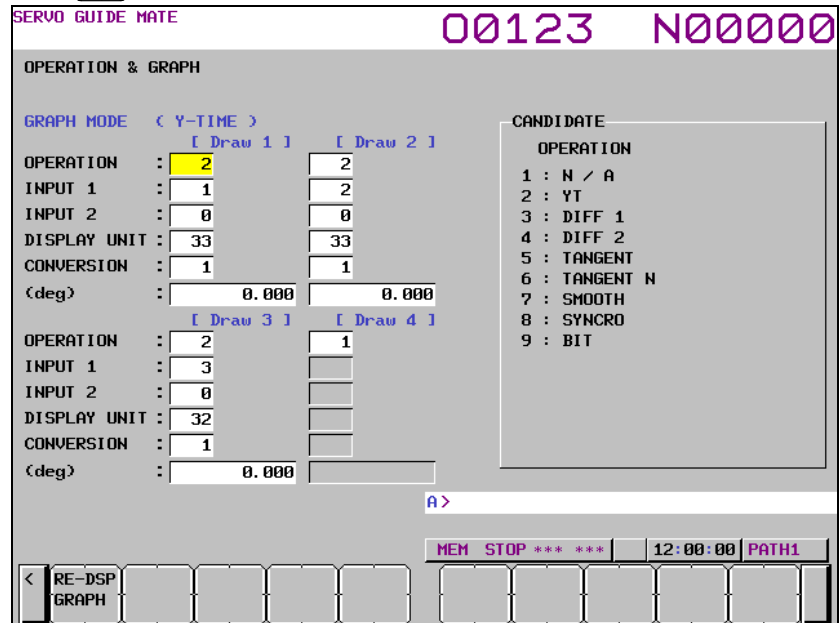 SERVO GUIDE MATE O0123 N00000
OPERATION & GRAPH
GRAPH MODE ( Y-TIME )
[ Draw 1 ] [ Draw 2 ]
OPERATION : 2 2
INPUT 1 : 1 2
INPUT 2 : 0 0
DISPLAY UNIT : 33 33
CONVERSION : 1 1
(deg) : 0.000 0.000
[ Draw 3 ] [ Draw 4 ]
OPERATION : 2 1
INPUT 1 : 3
INPUT 2 : 0
DISPLAY UNIT : 32
CONVERSION : 1
(deg) : 0.000
CANDIDATE
OPERATION
1 : N / A
2 : YT
3 : DIFF 1
4 : DIFF 2
5 : TANGENT
6 : TANGENT N
7 : SMOOTH
8 : SYNCRO
9 : BIT
A>
MEM STOP *** *** 12:00:00 PATH1
< RE-DSP
GRAPH